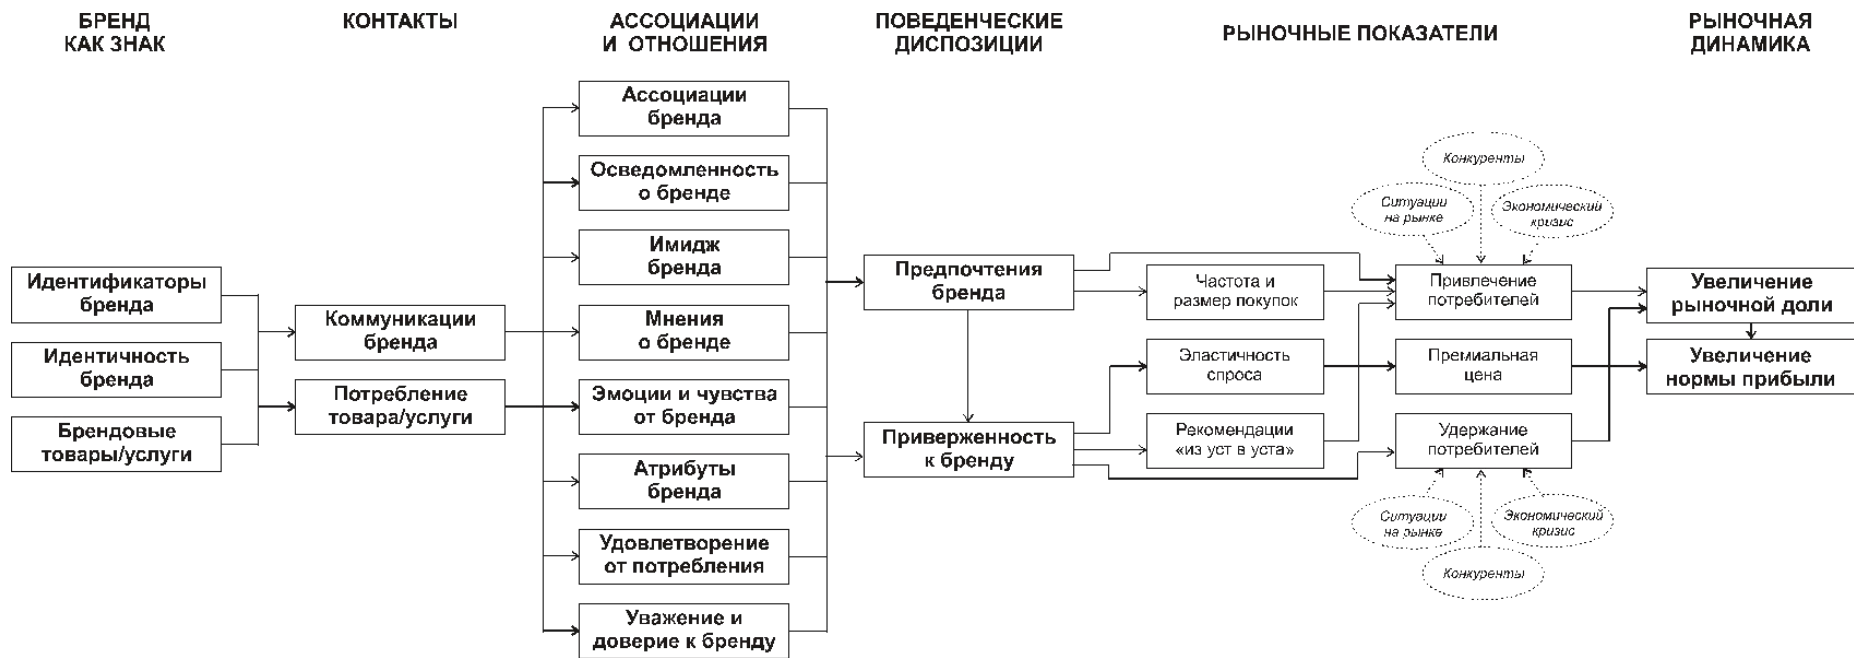 БРЕНД
КАК ЗНАК
КОНТАКТЫ
АССОЦИАЦИИ
И ОТНОШЕНИЯ
ПОВЕДЕНЧЕСКИЕ
ДИСПОЗИЦИИ
РЫНОЧНЫЕ ПОКАЗАТЕЛИ
РЫНОЧНАЯ
ДИНАМИКА
Идентификаторы
бренда
Идентичность
бренда
Брендовые
товары/услуги
Коммуникации
бренда
Потребление
товара/услуги
Ассоциации
бренда
Осведомленность
о бренде
Имидж
бренда
Мнения
о бренде
Эмоции и чувства
от бренда
Атрибуты
бренда
Удовлетворение
от потребления
Уважение и
доверие к бренду
Предпочтения
бренда
Приверженность
к бренду
Частота и
размер покупок
Эластичность
спроса
Рекомендации
«из уст в уста»
Конкуренты
Ситуации
на рынке
Экономический
кризис
Привлечение
потребителей
Премиальная
цена
Удержание
потребителей
Ситуации
на рынке
Экономический
кризис
Конкуренты
Увеличение
рыночной доли
Увеличение
нормы прибыли